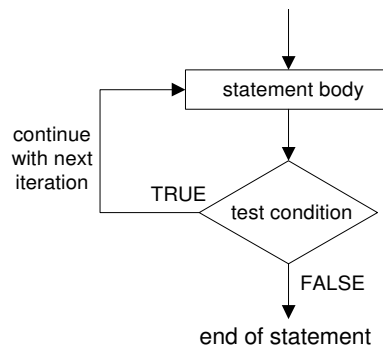 statement body
continue
with next
iteration
TRUE
test condition
FALSE
end of statement